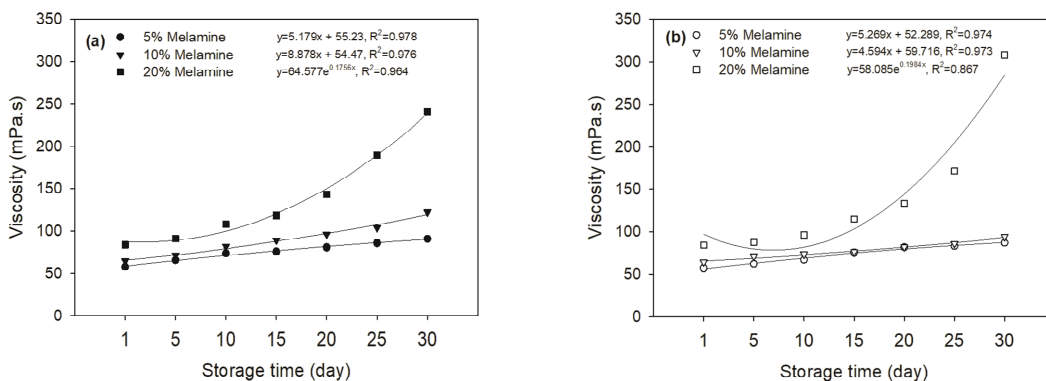 (a)
5% Melamine y=5.179x + 55.23, R²=0.978
10% Melamine y=8.878x + 54.47, R²=0.976
20% Melamine y=64.577e^0.1756x, R²=0.964
350
300
250
200
150
100
50
0
Viscosity (mPa.s)
1 5 10 15 20 25 30
Storage time (day)
(b)
5% Melamine y=5.269x + 52.289, R²=0.974
10% Melamine y=4.594x + 59.716, R²=0.973
20% Melamine y=58.085e^0.1984x, R²=0.867
350
300
250
200
150
100
50
0
Viscosity (mPa.s)
1 5 10 15 20 25 30
Storage time (day)